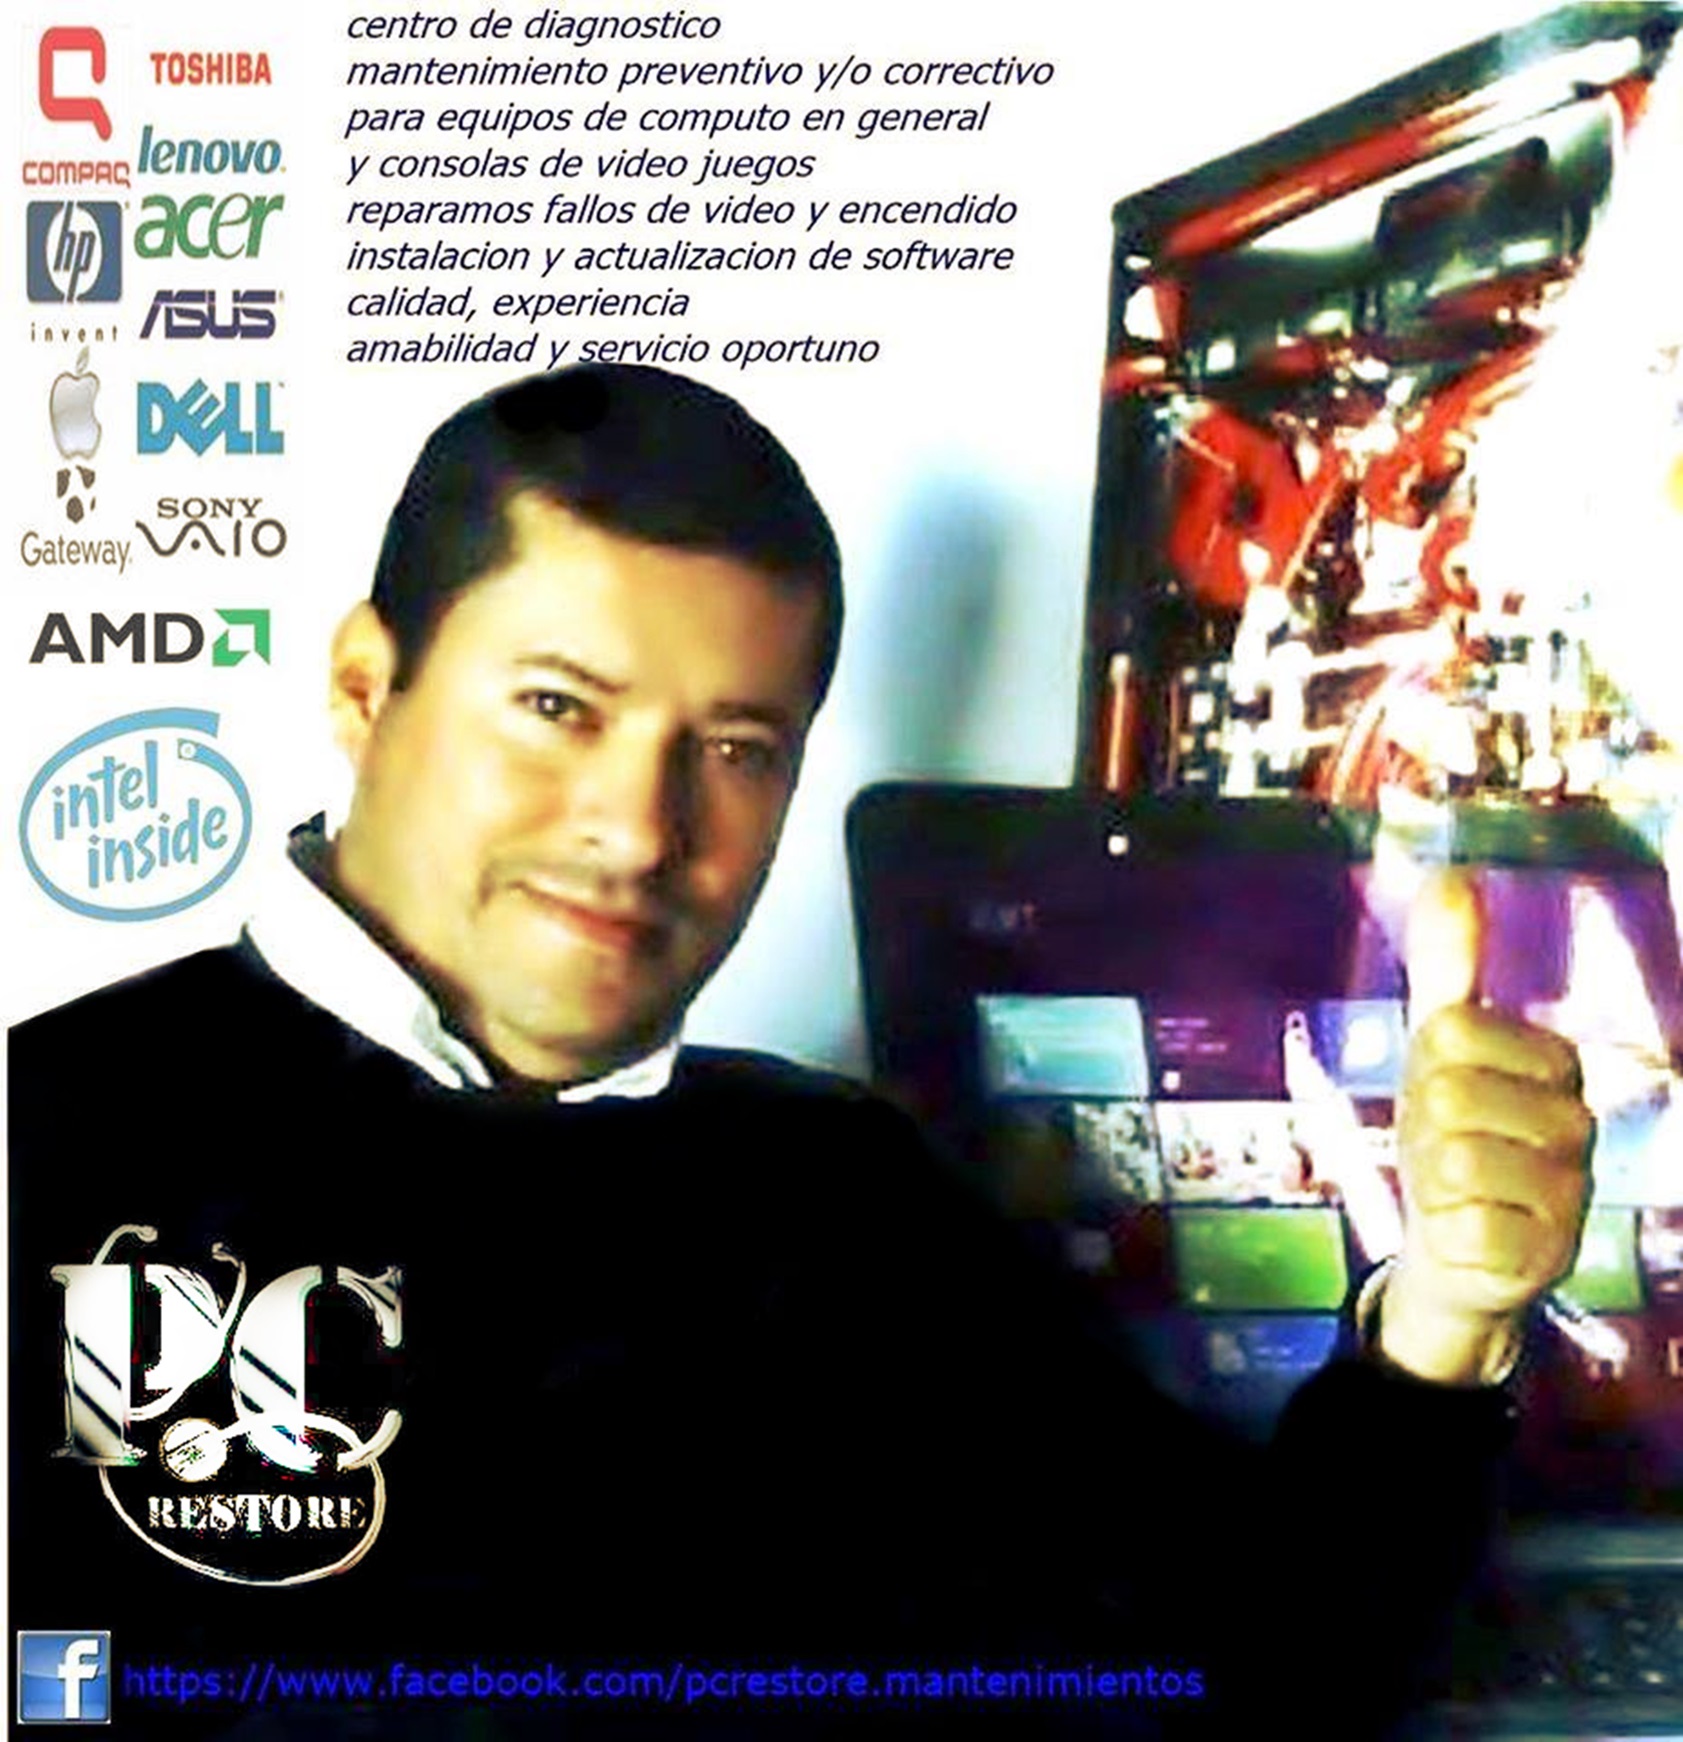 centro de diagnostico
mantenimiento preventivo y/o correctivo
para equipos de computo en general
y consolas de video juegos
reparamos fallos de video y encendido
instalacion y actualizacion de software
calidad, experiencia
amabilidad y servicio oportuno
COMPAQ
TOSHIBA
lenovo
hp
invent
acer
ASUS
DELL
Gateway
SONY
VAIO
AMD
intel
inside
PC
RESTORE
f https://www.facebook.com/pcrestore.mantenimientos